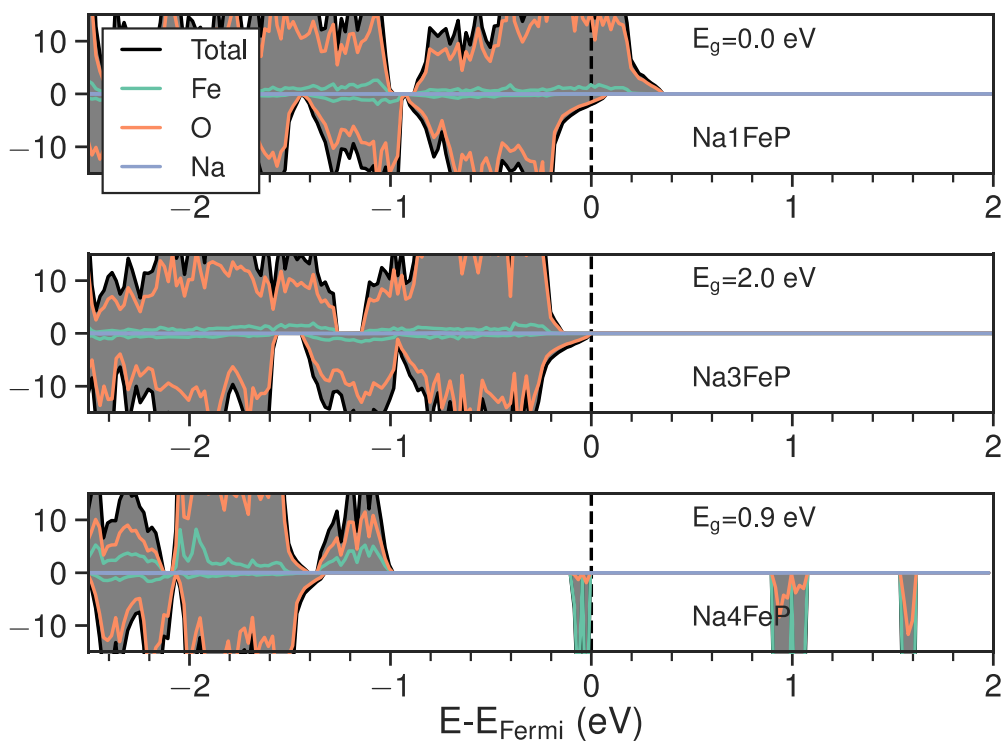 10
0
−10
Total
Fe
O
Na
E_g=0.0 eV
Na1FeP
−2
−1
0
1
2
10
0
−10
E_g=2.0 eV
Na3FeP
−2
−1
0
1
2
10
0
−10
E_g=0.9 eV
Na4FeP
−2
−1
0
1
2
E-E_Fermi (eV)